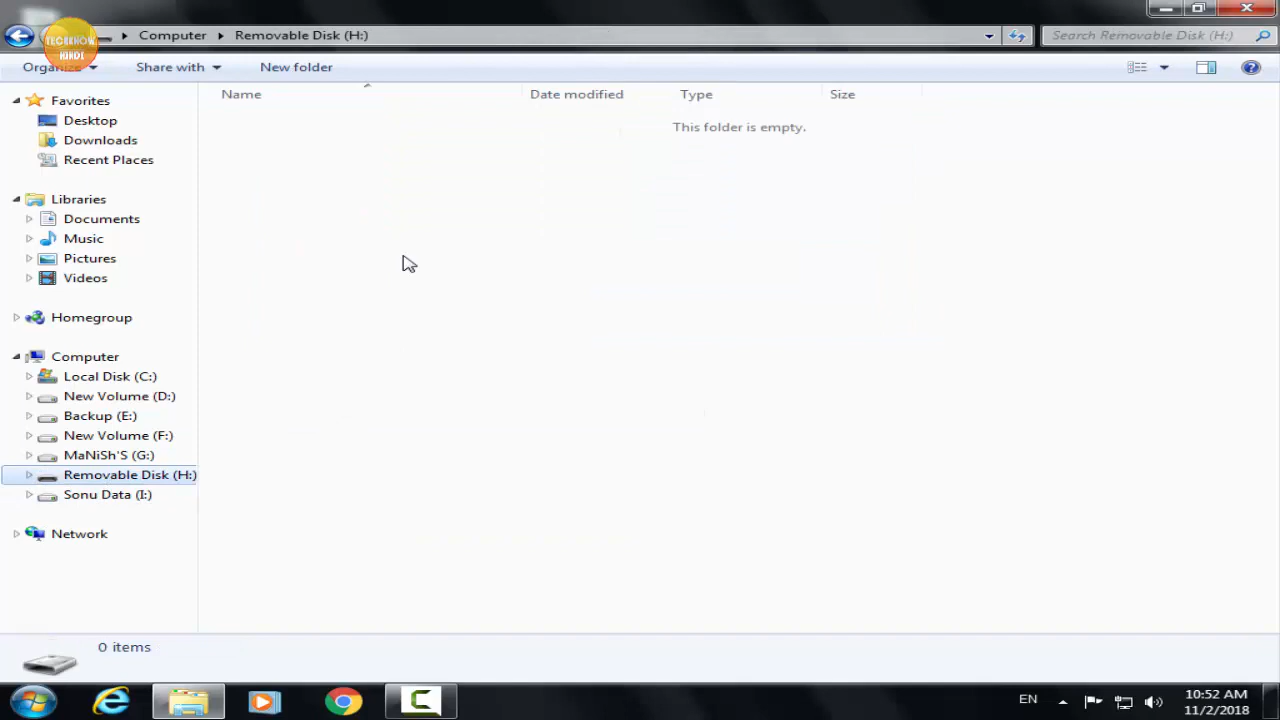 TECHKNOW
HINDI
Computer Removable Disk (H:)
Search Removable Disk (H:)
Organize Share with New folder
Name Date modified Type Size
This folder is empty.
Favorites
Desktop
Downloads
Recent Places
Libraries
Documents
Music
Pictures
Videos
Homegroup
Computer
Local Disk (C:)
New Volume (D:)
Backup (E:)
New Volume (F:)
MaNiSh'S (G:)
Removable Disk (H:)
Sonu Data (I:)
Network
0 items
EN
10:52 AM
11/2/2018